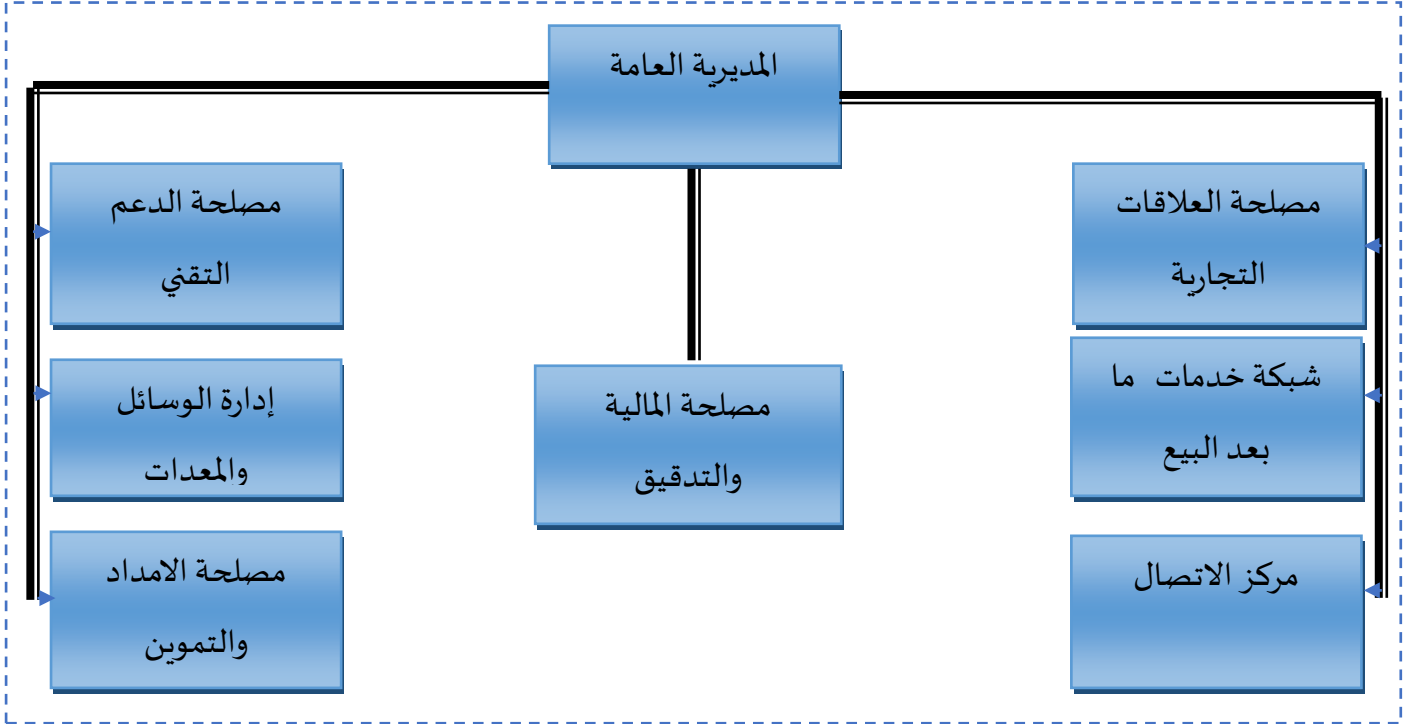 المديرية العامة
مصلحة العلاقات
التجارية
شبكة خدمات ما
بعد البيع
مركز الاتصال
مصلحة المالية
والتدقيق
مصلحة الدعم
التقني
إدارة الوسائل
والمعدات
مصلحة الامداد
والتموين